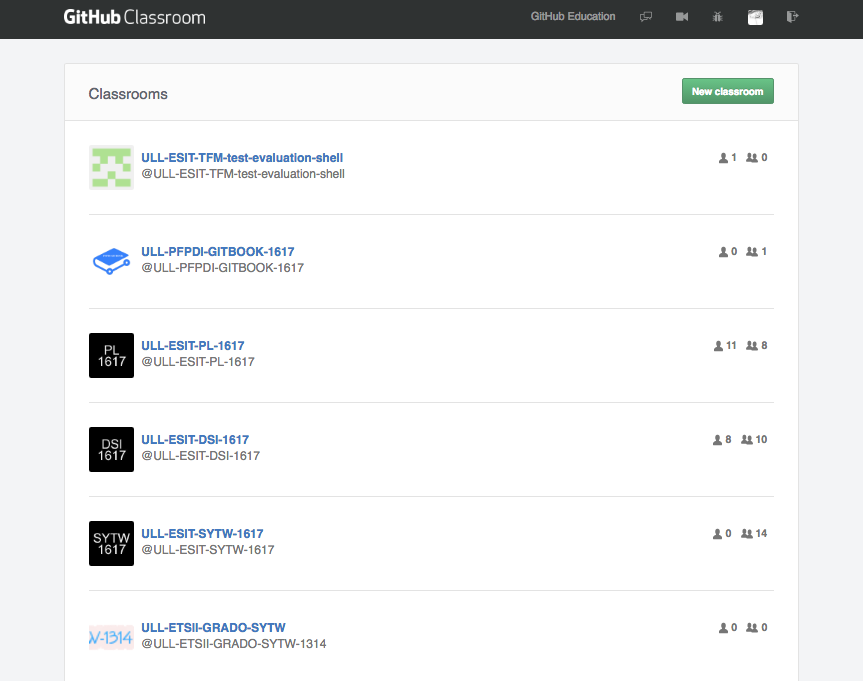 GitHub Classroom
GitHub Education
Classrooms
New classroom
ULL-ESIT-TFM-test-evaluation-shell
1 0
@ULL-ESIT-TFM-test-evaluation-shell
ULL-PFPDI-GITBOOK-1617
0 1
@ULL-PFPDI-GITBOOK-1617
PL
1617
ULL-ESIT-PL-1617
11 8
@ULL-ESIT-PL-1617
DSI
1617
ULL-ESIT-DSI-1617
8 10
@ULL-ESIT-DSI-1617
SYTW
1617
ULL-ESIT-SYTW-1617
0 14
@ULL-ESIT-SYTW-1617
-1314
ULL-ETSII-GRADO-SYTW
0 0
@ULL-ETSII-GRADO-SYTW-1314